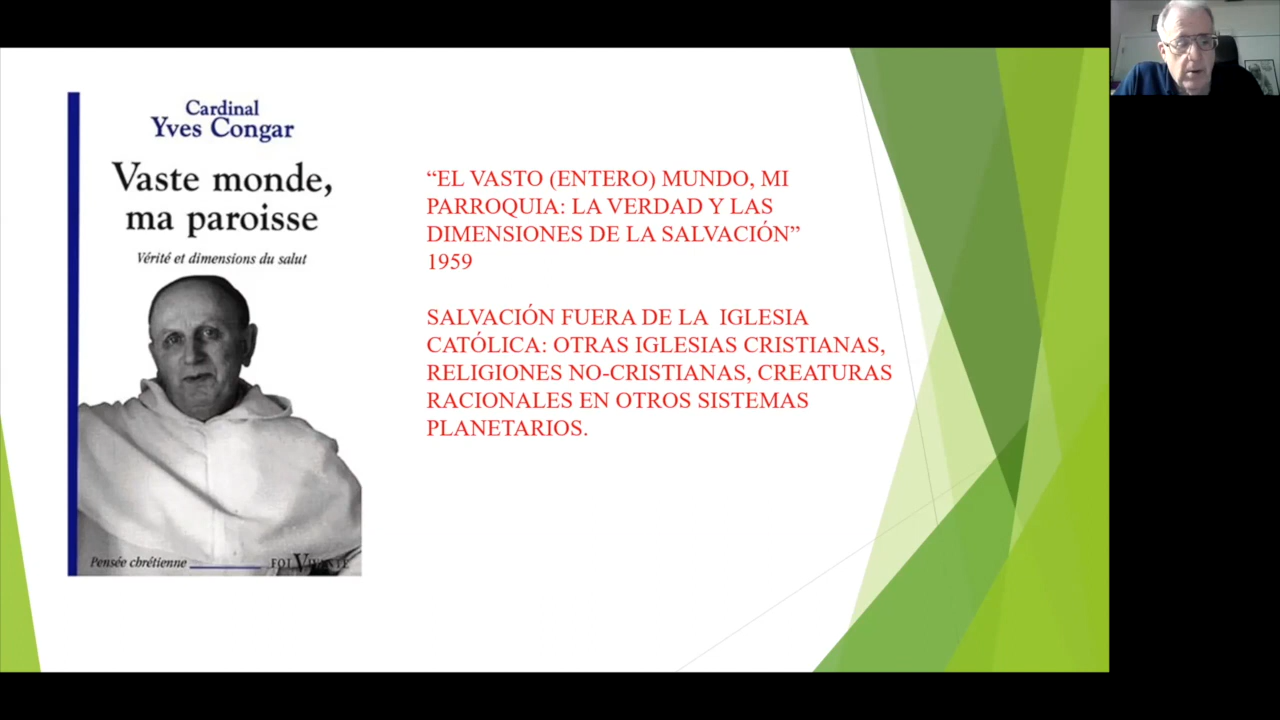 Cardinal
Yves Congar
Vaste monde,
ma paroisse
Vérité et dimensions du salut
Pensée chrétienne
FOI VIVANTE
“EL VASTO (ENTERO) MUNDO, MI
PARROQUIA: LA VERDAD Y LAS
DIMENSIONES DE LA SALVACIÓN”
1959
SALVACIÓN FUERA DE LA IGLESIA
CATÓLICA: OTRAS IGLESIAS CRISTIANAS,
RELIGIONES NO-CRISTIANAS, CREATURAS
RACIONALES EN OTROS SISTEMAS
PLANETARIOS.